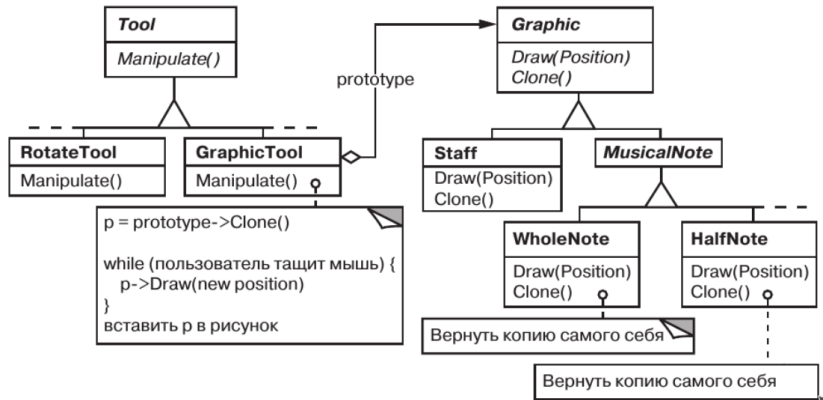 Tool
Manipulate()
Graphic
Draw(Position)
Clone()
prototype
RotateTool
Manipulate()
GraphicTool
Manipulate()
Staff
Draw(Position)
Clone()
MusicalNote
p = prototype->Clone()
while (пользователь тащит мышь) {
p->Draw(new position)
}
вставить p в рисунок
WholeNote
Draw(Position)
Clone()
HalfNote
Draw(Position)
Clone()
Вернуть копию самого себя
Вернуть копию самого себя